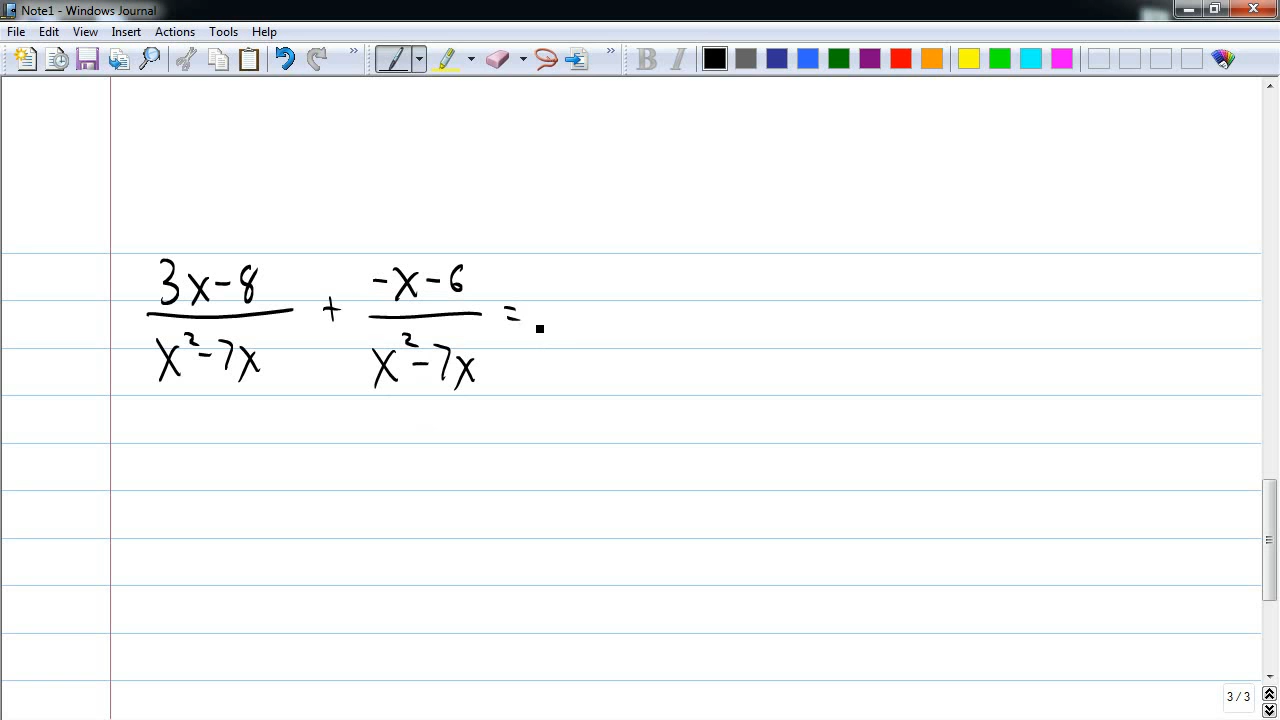 Note1 - Windows Journal
File Edit View Insert Actions Tools Help
B I
3x-8 / x²-7x + -x-6 / x²-7x =
3 / 3